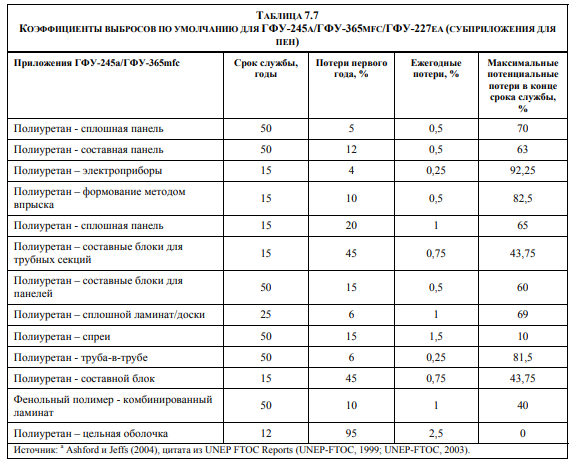 ТАБЛИЦА 7.7
КОЭФФИЦИЕНТЫ ВЫБРОСОВ ПО УМОЛЧАНИЮ ДЛЯ ГФУ-245А/ГФУ-365MFC/ГФУ-227EA (СУБПРИЛОЖЕНИЯ ДЛЯ
ПЕН)
Приложения ГФУ-245a/ГФУ-365mfc Срок службы, годы Потери первого года, % Ежегодные потери, % Максимальные потенциальные потери в конце срока службы, %
Полиуретан - сплошная панель 50 5 0,5 70
Полиуретан - составная панель 50 12 0,5 63
Полиуретан – электроприборы 15 4 0,25 92,25
Полиуретан – формование методом впрыска 15 10 0,5 82,5
Полиуретан - сплошная панель 15 20 1 65
Полиуретан – составные блоки для трубных секций 15 45 0,75 43,75
Полиуретан – составные блоки для панелей 50 15 0,5 60
Полиуретан – сплошной ламинат/доски 25 6 1 69
Полиуретан – спреи 50 15 1,5 10
Полиуретан - труба-в-трубе 50 6 0,25 81,5
Полиуретан - составной блок 15 45 0,75 43,75
Фенольный полимер - комбинированный ламинат 50 10 1 40
Полиуретан – цельная оболочка 12 95 2,5 0
Источник: a Ashford и Jeffs (2004), цитата из UNEP FTOC Reports (UNEP-FTOC, 1999; UNEP-FTOC, 2003).